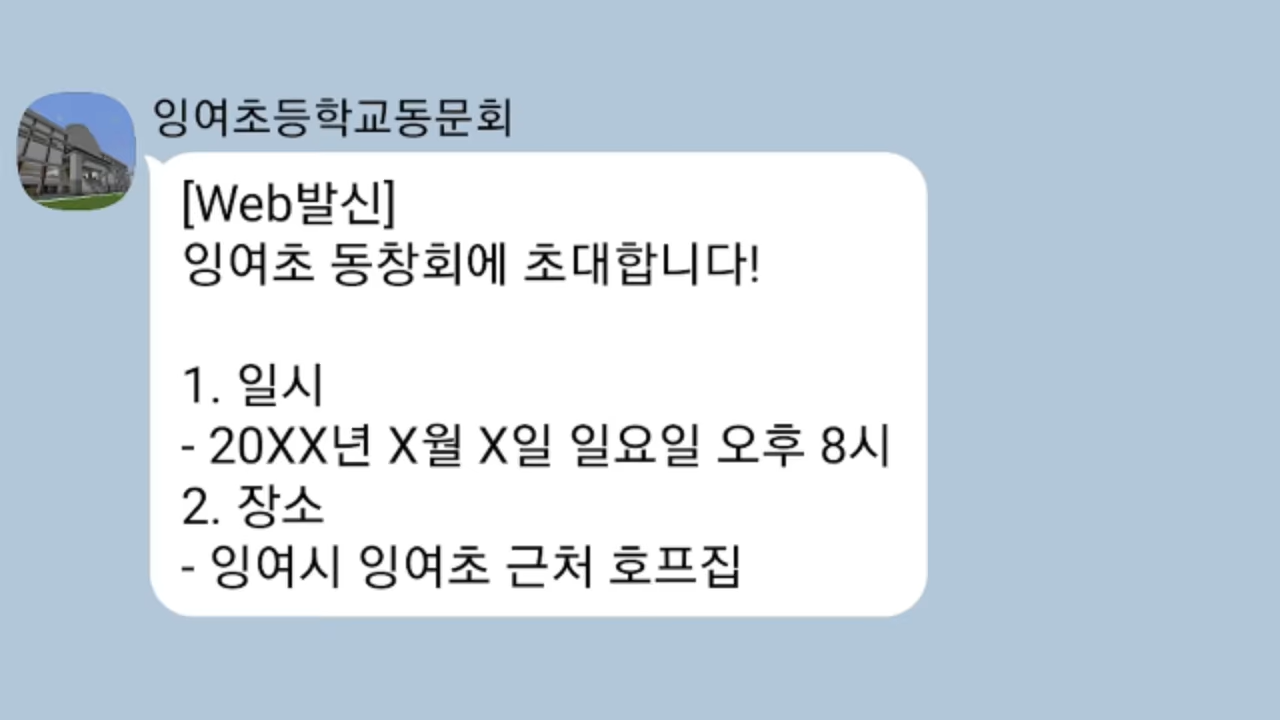 잉여초등학교동문회
[Web발신]
잉여초 동창회에 초대합니다!
1. 일시
- 20XX년 X월 X일 일요일 오후 8시
2. 장소
- 잉여시 잉여초 근처 호프집